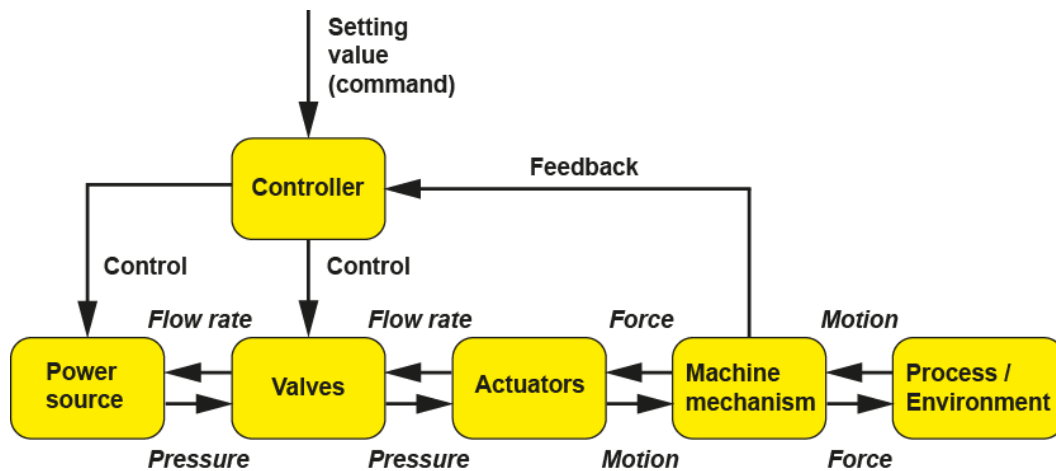 Setting
value
(command)
Controller
Feedback
Control
Control
Flow rate
Flow rate
Force
Motion
Power
source
Valves
Actuators
Machine
mechanism
Process /
Environment
Pressure
Pressure
Motion
Force